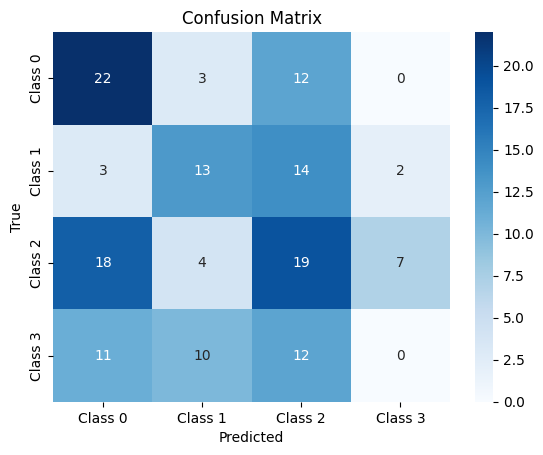 Confusion Matrix
True
Class 0
22 3 12 0
Class 1
3 13 14 2
Class 2
18 4 19 7
Class 3
11 10 12 0
Class 0 Class 1 Class 2 Class 3
Predicted
20.0
17.5
15.0
12.5
10.0
7.5
5.0
2.5
0.0